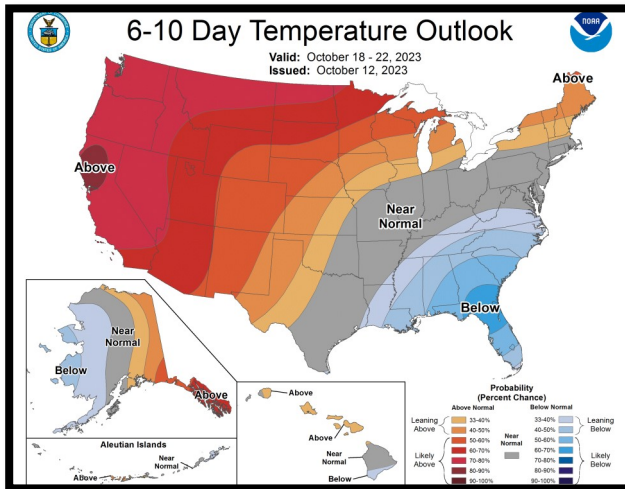 6-10 Day Temperature Outlook
Valid: October 18 - 22, 2023
Issued: October 12, 2023
NOAA
Above
Above
Near
Normal
Below
Near
Normal
Below
Above
Aleutian Islands
Near
Normal
Above
Above
Above
Near
Normal
Below
Probability
(Percent Chance)
Above Normal
Below Normal
Leaning
Above
33-40%
40-50%
Likely
Above
50-60%
60-70%
70-80%
80-90%
90-100%
Near
Normal
33-40%
40-50%
Leaning
Below
50-60%
60-70%
70-80%
80-90%
90-100%
Likely
Below